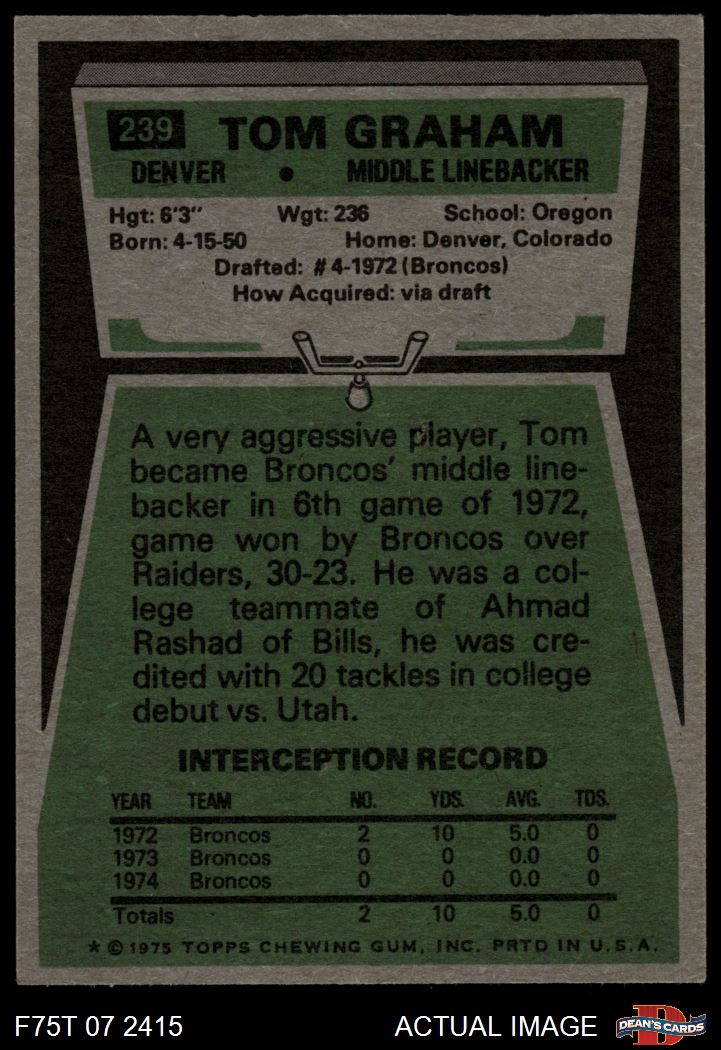 239 TOM GRAHAM
DENVER • MIDDLE LINEBACKER
Hgt: 6'3" Wgt: 236 School: Oregon
Born: 4-15-50 Home: Denver, Colorado
Drafted: #4-1972 (Broncos)
How Acquired: via draft
A very aggressive player, Tom
became Broncos' middle line-
backer in 6th game of 1972,
game won by Broncos over
Raiders, 30-23. He was a col-
lege teammate of Ahmad
Rashad of Bills, he was cre-
dited with 20 tackles in college
debut vs. Utah.
INTERCEPTION RECORD
YEAR TEAM NO. YDS. AVG. TDS.
1972 Broncos 2 10 5.0 0
1973 Broncos 0 0 0.0 0
1974 Broncos 0 0 0.0 0
Totals 2 10 5.0 0
* © 1975 TOPPS CHEWING GUM, INC. PRTD IN U.S.A.
F75T 07 2415 ACTUAL IMAGE D DEAN'S CARDS